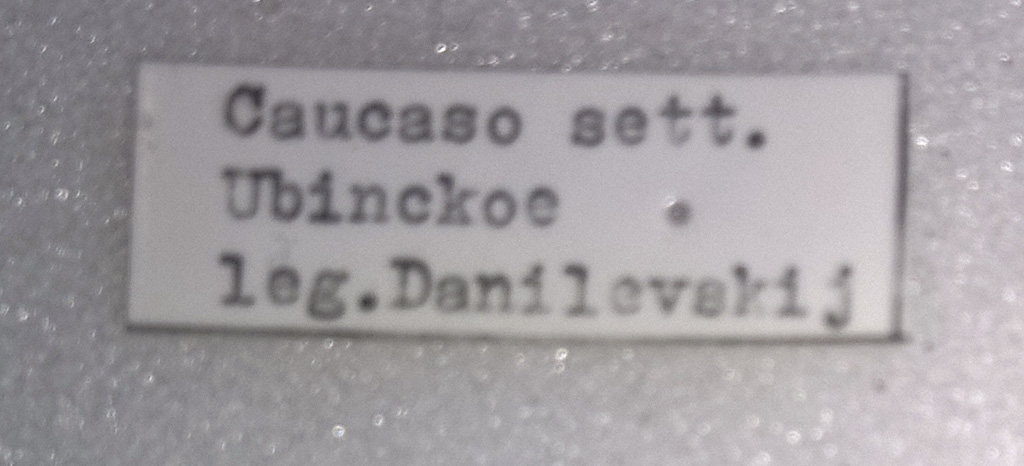 Caucaso sett.
Ubinckoe
leg.Danilevskij